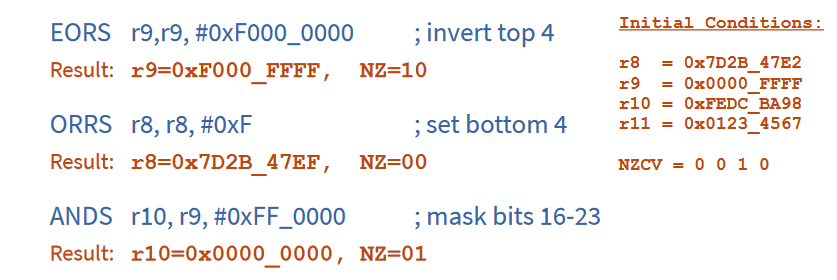 EORS r9,r9, #0xF000_0000 ; invert top 4
Result: r9=0xF000_FFFF, NZ=10
ORRS r8, r8, #0xF ; set bottom 4
Result: r8=0x7D2B_47EF, NZ=00
ANDS r10, r9, #0xFF_0000 ; mask bits 16-23
Result: r10=0x0000_0000, NZ=01
Initial Conditions:
r8 = 0x7D2B_47E2
r9 = 0x0000_FFFF
r10 = 0xFEDC_BA98
r11 = 0x0123_4567
NZCV = 0 0 1 0